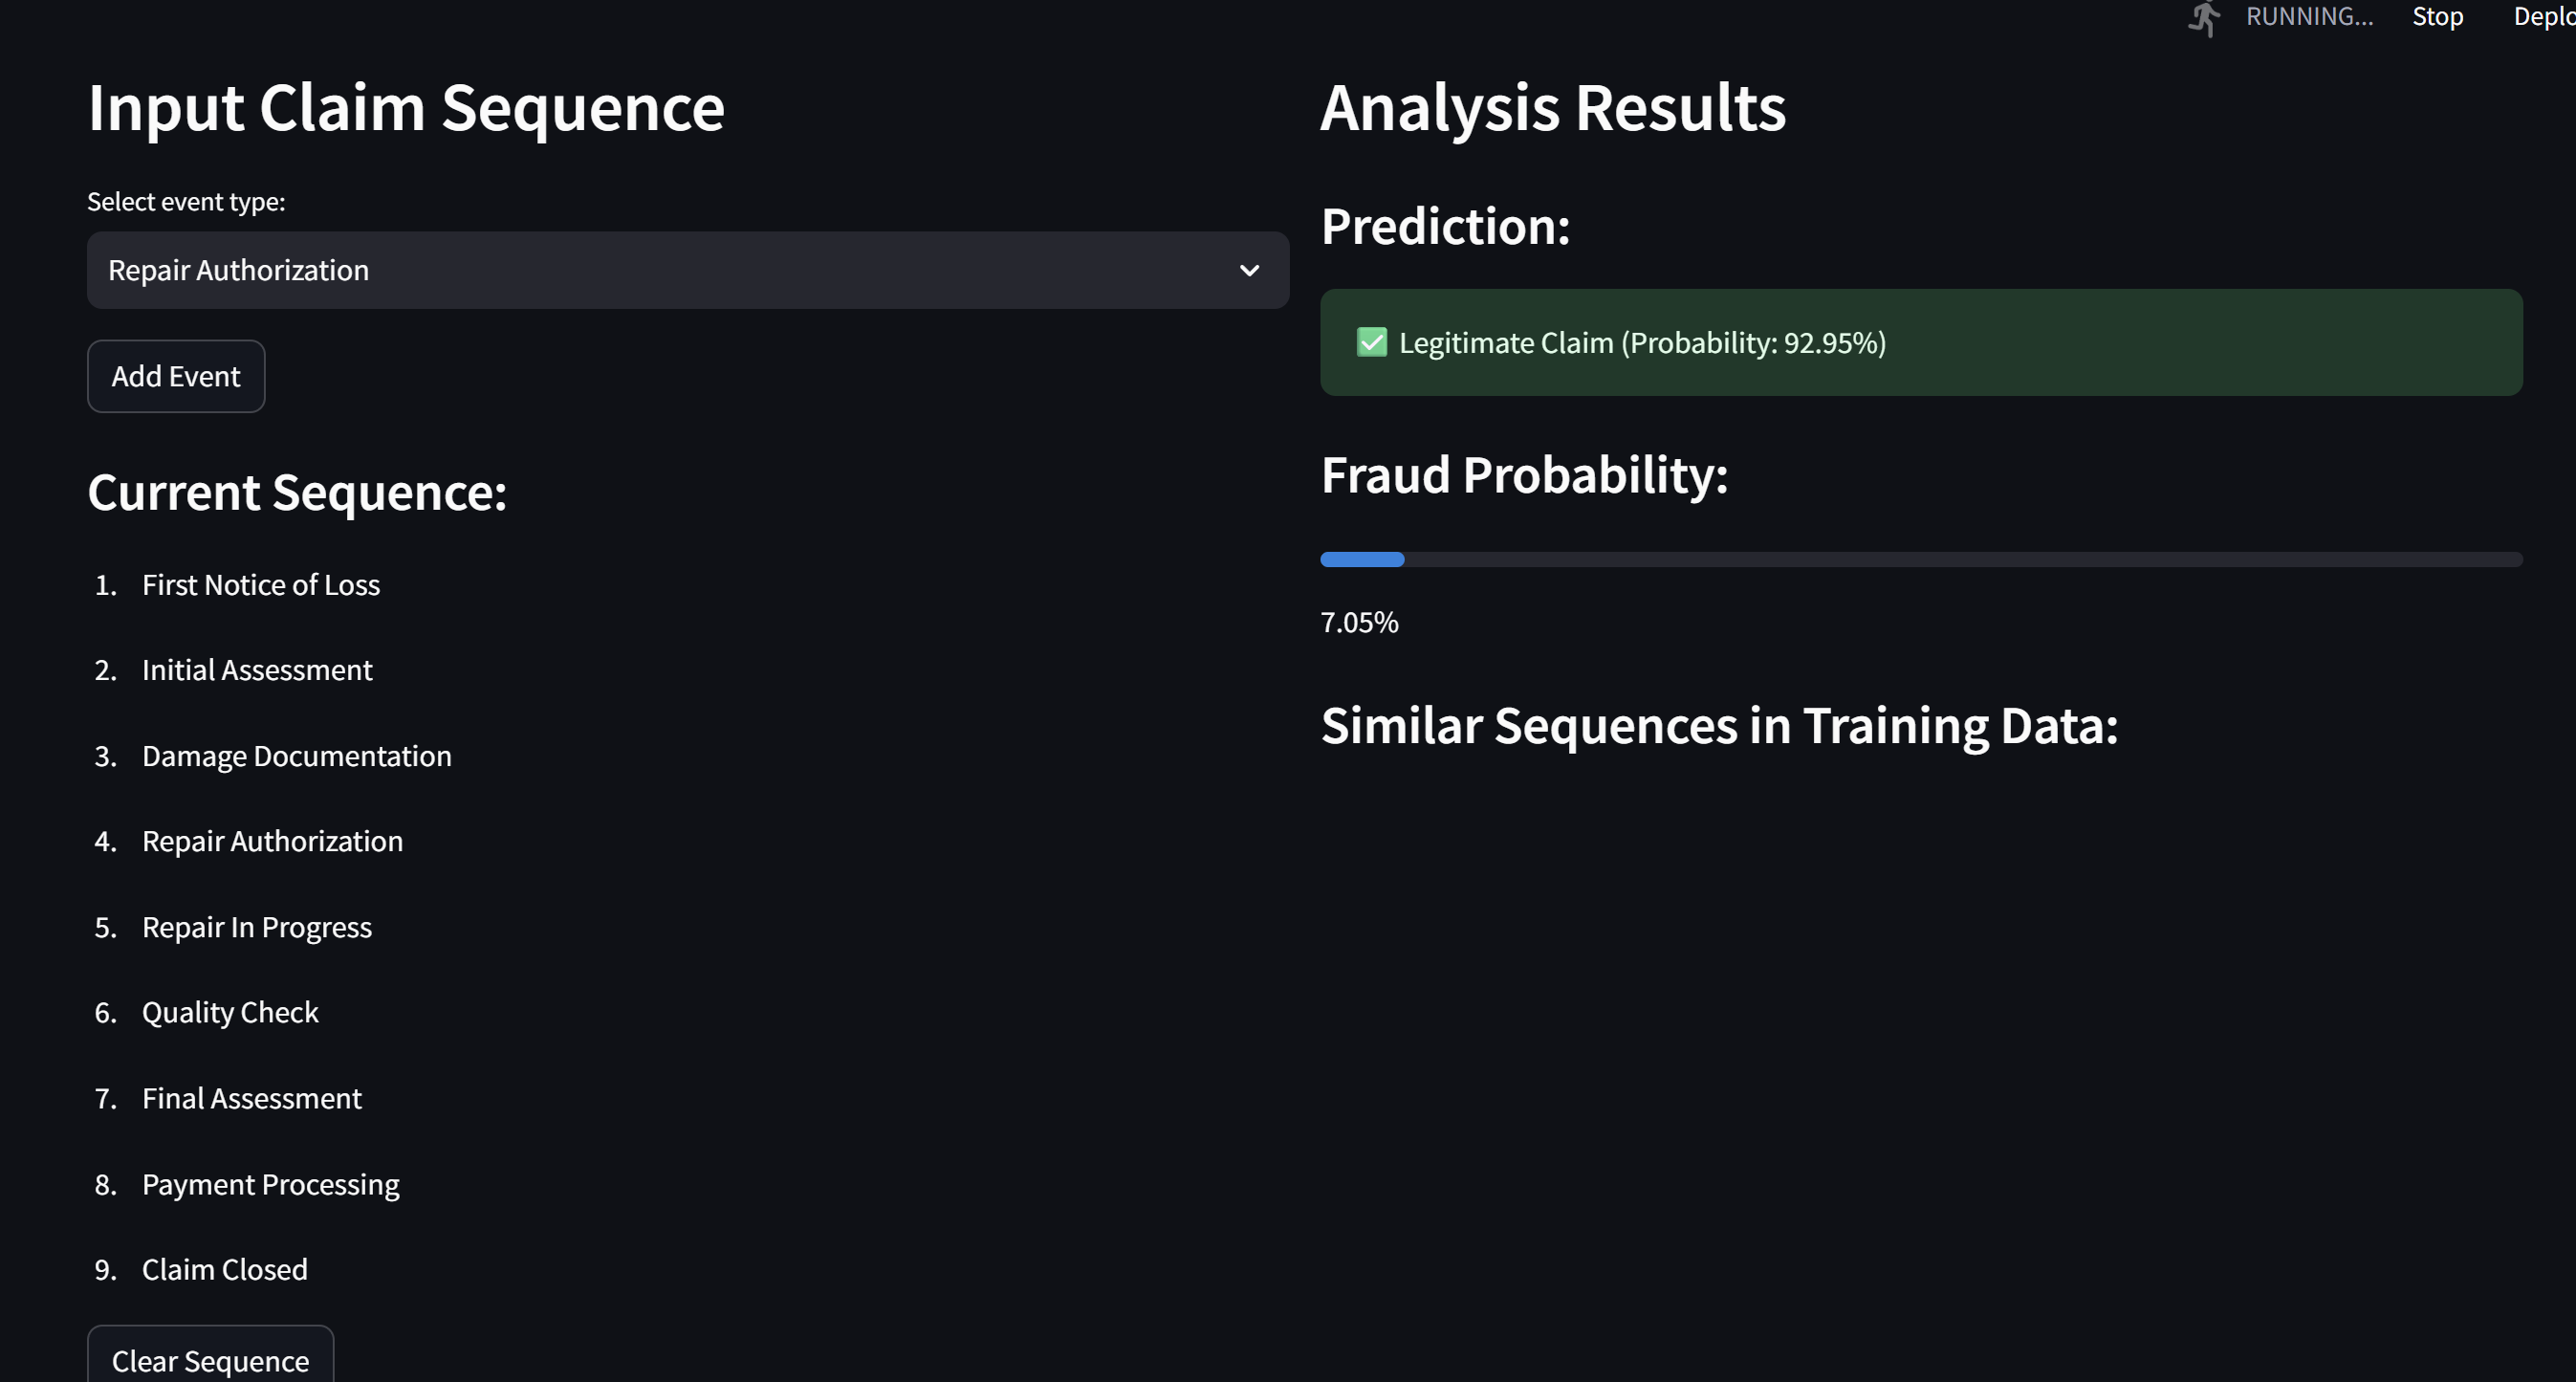 RUNNING...
Stop
Input Claim Sequence
Select event type:
Repair Authorization
Add Event
Current Sequence:
1. First Notice of Loss
2. Initial Assessment
3. Damage Documentation
4. Repair Authorization
5. Repair In Progress
6. Quality Check
7. Final Assessment
8. Payment Processing
9. Claim Closed
Clear Sequence
Analysis Results
Prediction:
✅ Legitimate Claim (Probability: 92.95%)
Fraud Probability:
7.05%
Similar Sequences in Training Data: